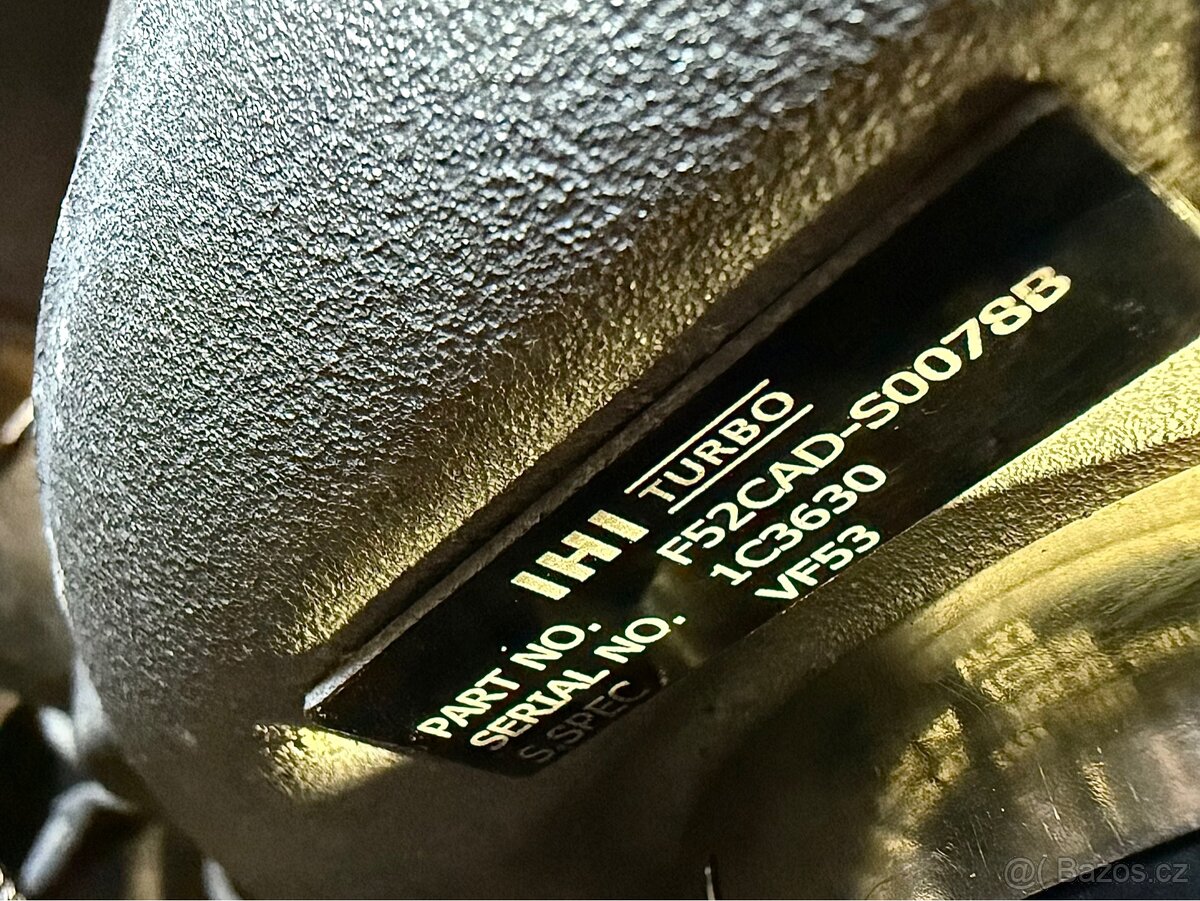 IHI TURBO
PART NO. F52CAD-S0078B
SERIAL NO. 1C3630
S.SPEC VF53
@( Bazos.cz